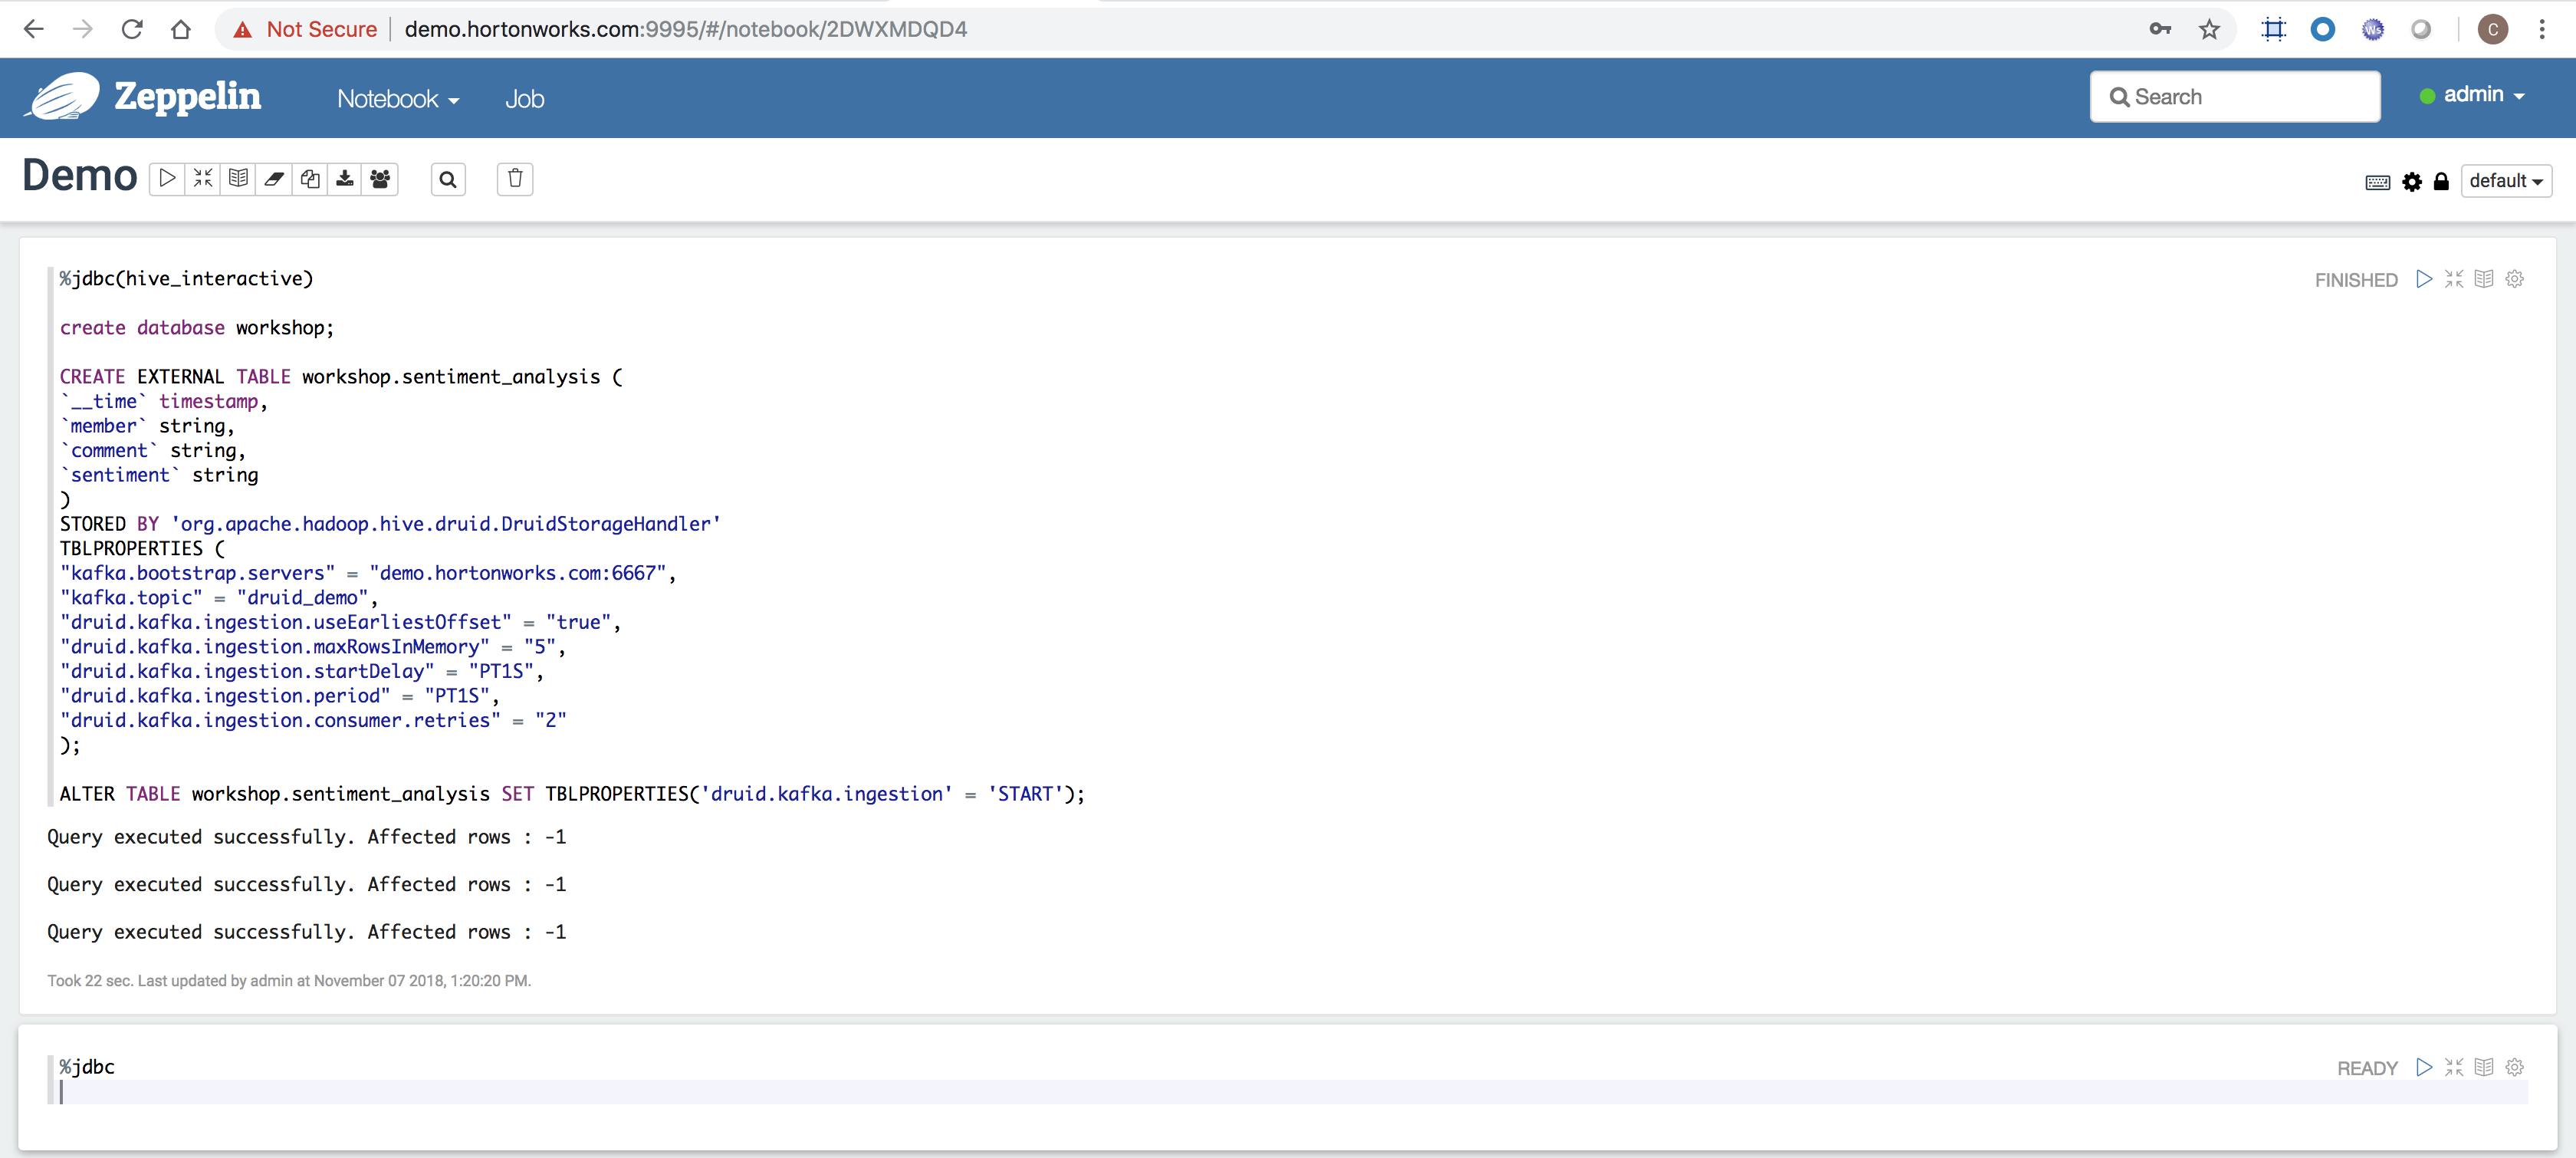 Not Secure demo.hortonworks.com:9995/#/notebook/2DWXMDQD4
Ws
C
Zeppelin Notebook Job Search admin
Demo default
%jdbc(hive_interactive) FINISHED
create database workshop;
CREATE EXTERNAL TABLE workshop.sentiment_analysis (
`__time` timestamp,
`member` string,
`comment` string,
`sentiment` string
)
STORED BY 'org.apache.hadoop.hive.druid.DruidStorageHandler'
TBLPROPERTIES (
"kafka.bootstrap.servers" = "demo.hortonworks.com:6667",
"kafka.topic" = "druid_demo",
"druid.kafka.ingestion.useEarliestOffset" = "true",
"druid.kafka.ingestion.maxRowsInMemory" = "5",
"druid.kafka.ingestion.startDelay" = "PT1S",
"druid.kafka.ingestion.period" = "PT1S",
"druid.kafka.ingestion.consumer.retries" = "2"
);
ALTER TABLE workshop.sentiment_analysis SET TBLPROPERTIES('druid.kafka.ingestion' = 'START');
Query executed successfully. Affected rows : -1
Query executed successfully. Affected rows : -1
Query executed successfully. Affected rows : -1
Took 22 sec. Last updated by admin at November 07 2018, 1:20:20 PM.
%jdbc READY